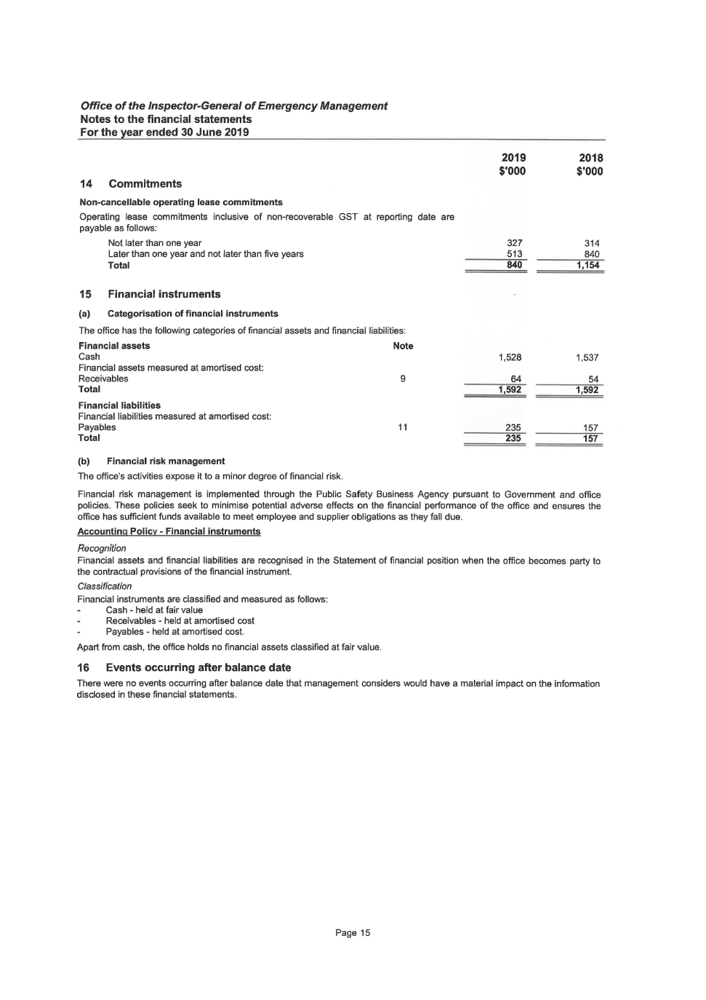 Office of the Inspector-General of Emergency Management
Notes to the financial statements
For the year ended 30 June 2019
2019 2018
$'000 $'000
14 Commitments
Non-cancellable operating lease commitments
Operating lease commitments inclusive of non-recoverable GST at reporting date are
payable as follows:
Not later than one year 327 314
Later than one year and not later than five years 513 840
Total 840 1,154
15 Financial instruments
(a) Categorisation of financial instruments
The office has the following categories of financial assets and financial liabilities:
Financial assets Note
Cash 1,528 1,537
Financial assets measured at amortised cost:
Receivables 9 64 54
Total 1,592 1,592
Financial liabilities
Financial liabilities measured at amortised cost:
Payables 11 235 157
Total 235 157
(b) Financial risk management
The office's activities expose it to a minor degree of financial risk.
Financial risk management is implemented through the Public Safety Business Agency pursuant to Government and office
policies. These policies seek to minimise potential adverse effects on the financial performance of the office and ensures the
office has sufficient funds available to meet employee and supplier obligations as they fall due.
Accounting Policy - Financial instruments
Recognition
Financial assets and financial liabilities are recognised in the Statement of financial position when the office becomes party to
the contractual provisions of the financial instrument.
Classification
Financial instruments are classified and measured as follows:
- Cash - held at fair value
- Receivables - held at amortised cost
- Payables - held at amortised cost.
Apart from cash, the office holds no financial assets classified at fair value.
16 Events occurring after balance date
There were no events occurring after balance date that management considers would have a material impact on the information
disclosed in these financial statements.
Page 15